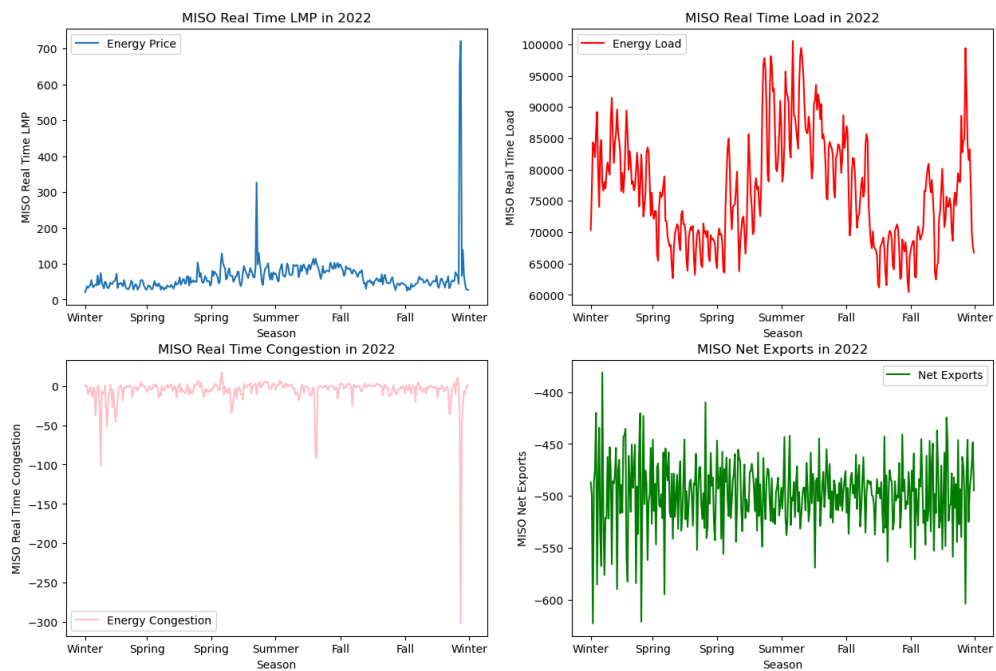 MISO Real Time LMP in 2022
MISO Real Time LMP
700
600
500
400
300
200
100
0
Energy Price
Winter Spring Spring Summer Fall Fall Winter
Season
MISO Real Time Load in 2022
MISO Real Time Load
100000
95000
90000
85000
80000
75000
70000
65000
60000
Energy Load
Winter Spring Spring Summer Fall Fall Winter
Season
MISO Real Time Congestion in 2022
MISO Real Time Congestion
0
−50
−100
−150
−200
−250
−300
Energy Congestion
Winter Spring Spring Summer Fall Fall Winter
Season
MISO Net Exports in 2022
MISO Net Exports
−400
−450
−500
−550
−600
Net Exports
Winter Spring Spring Summer Fall Fall Winter
Season